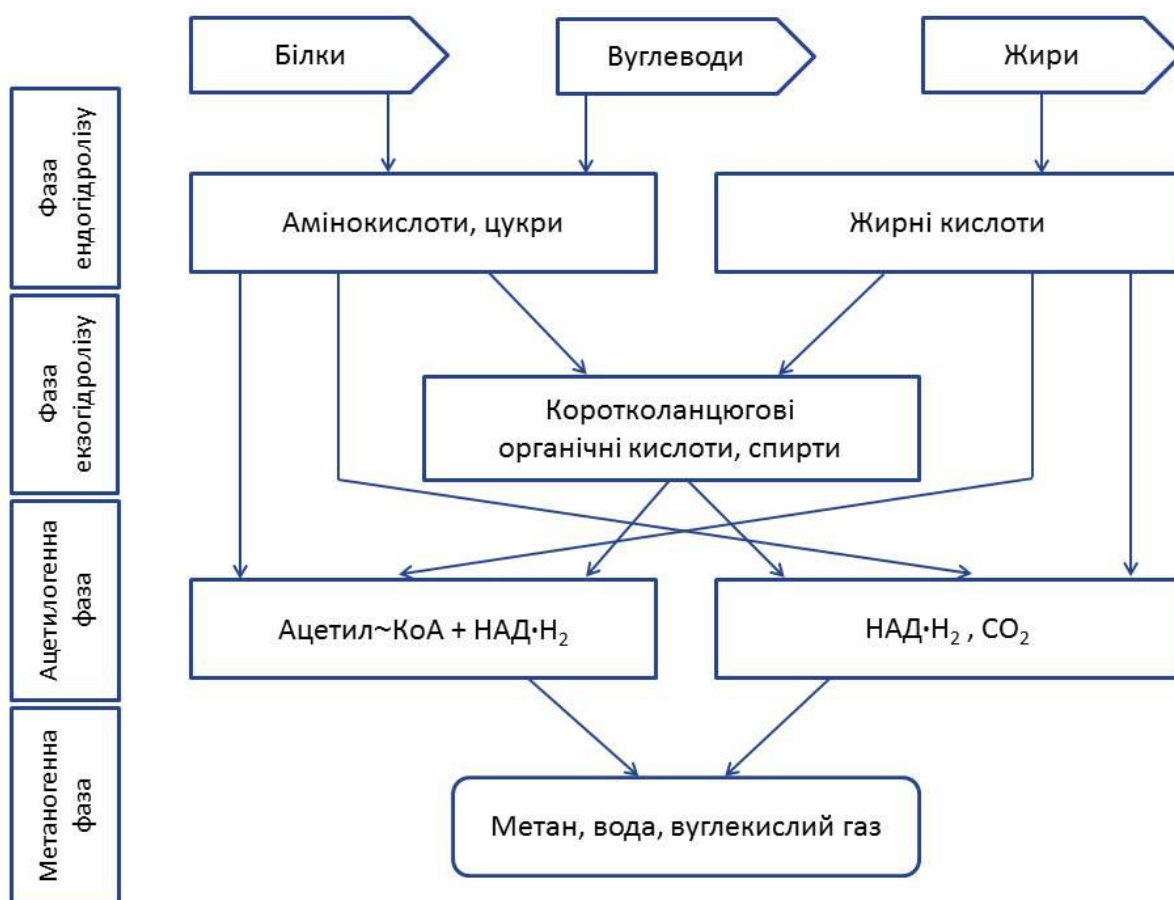 Білки
Вуглеводи
Жири
Фаза
ендогідролізу
Амінокислоти, цукри
Жирні кислоти
Фаза
екзогідролізу
Коротколанцюгові
органічні кислоти, спирти
Ацетилогенна
фаза
Ацетил~КоА + НАД·Н₂
НАД·Н₂ , СО₂
Метаногенна
фаза
Метан, вода, вуглекислий газ